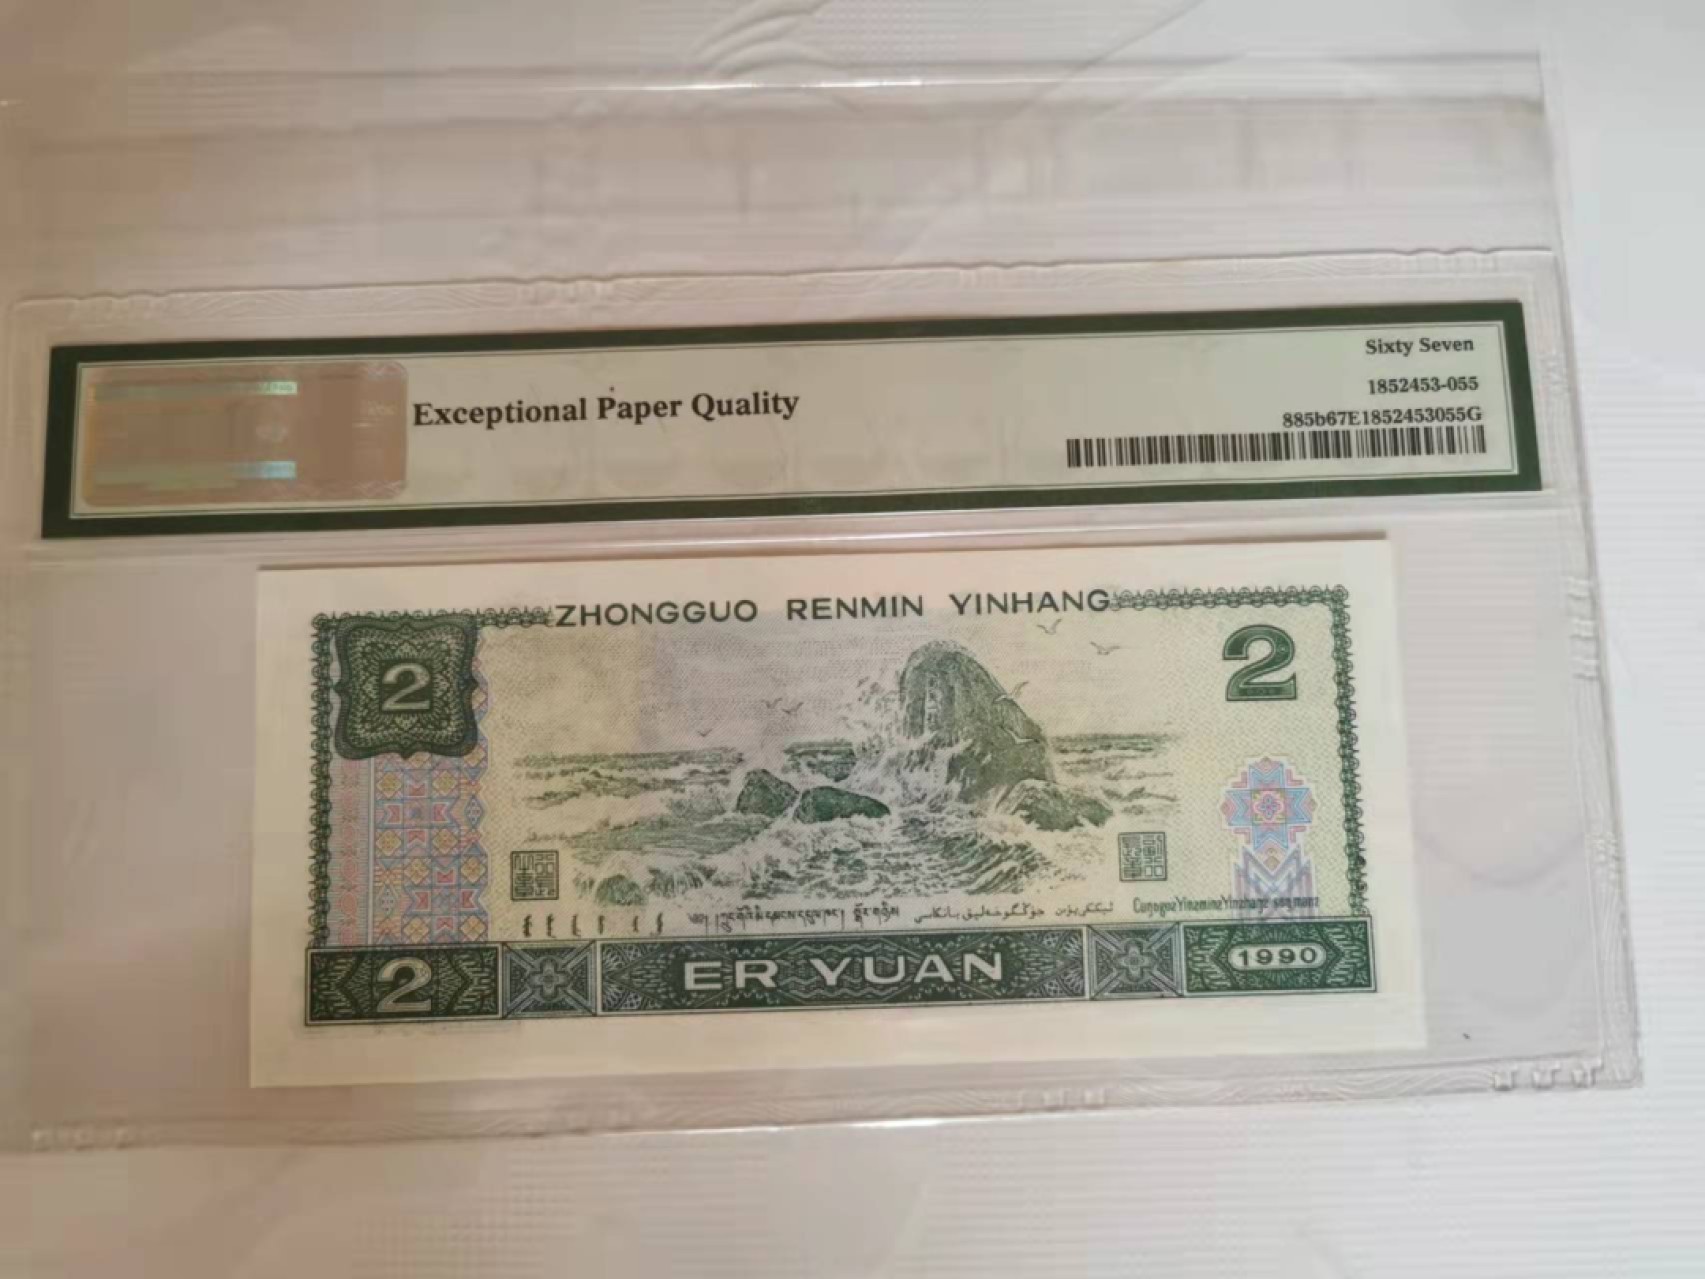 Sixty Seven
Exceptional Paper Quality
1852453-055
885b67E1852453055G
ZHONGGUO RENMIN YINHANG
2
2
2
ER YUAN
1990